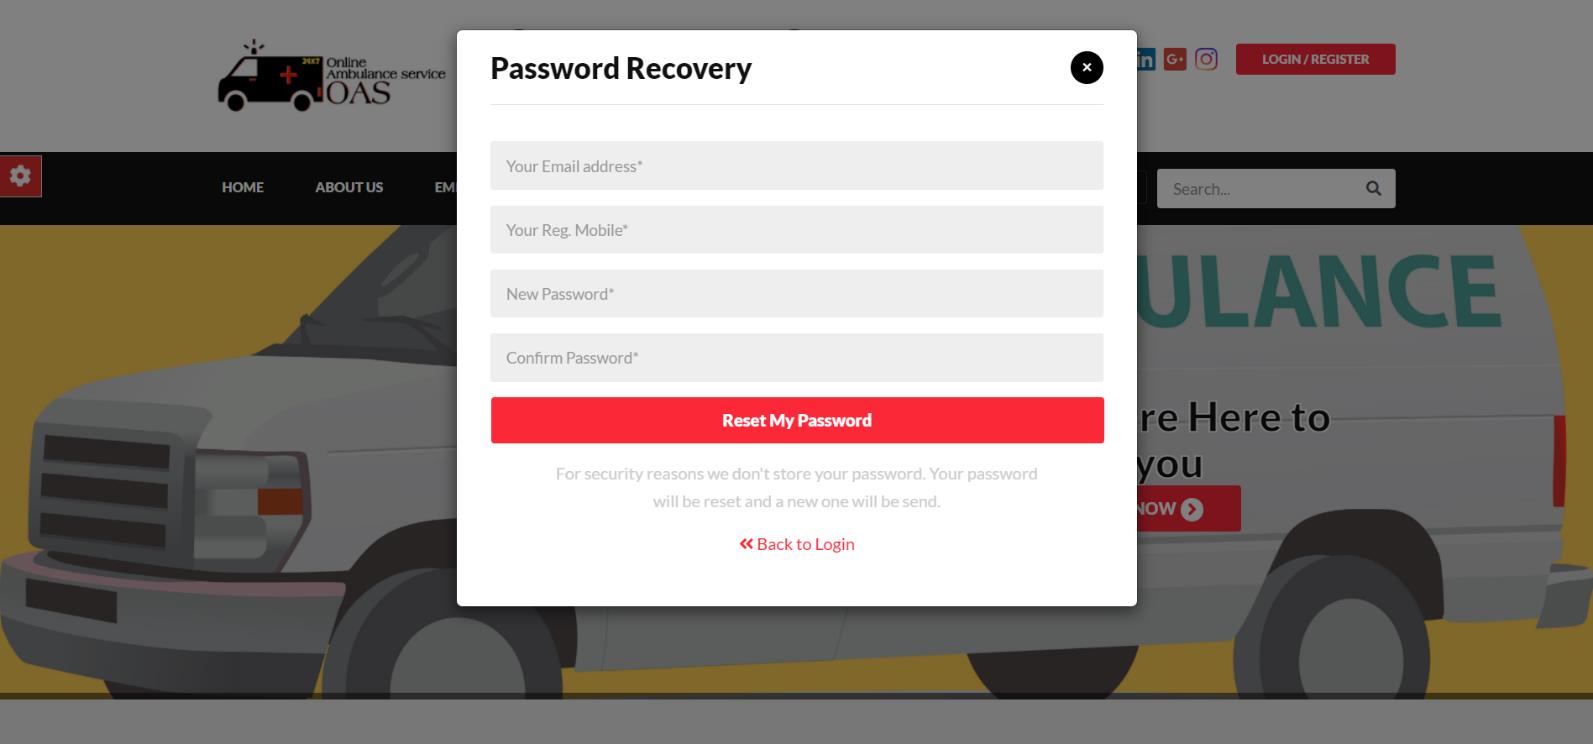 24X7
Online
Ambulance service
OAS
in
G+
LOGIN / REGISTER
HOME
ABOUT US
Search...
Password Recovery
×
Your Email address*
Your Reg. Mobile*
New Password*
Confirm Password*
Reset My Password
For security reasons we don't store your password. Your password
will be reset and a new one will be send.
Back to Login
ULANCE
re Here to
you
NOW